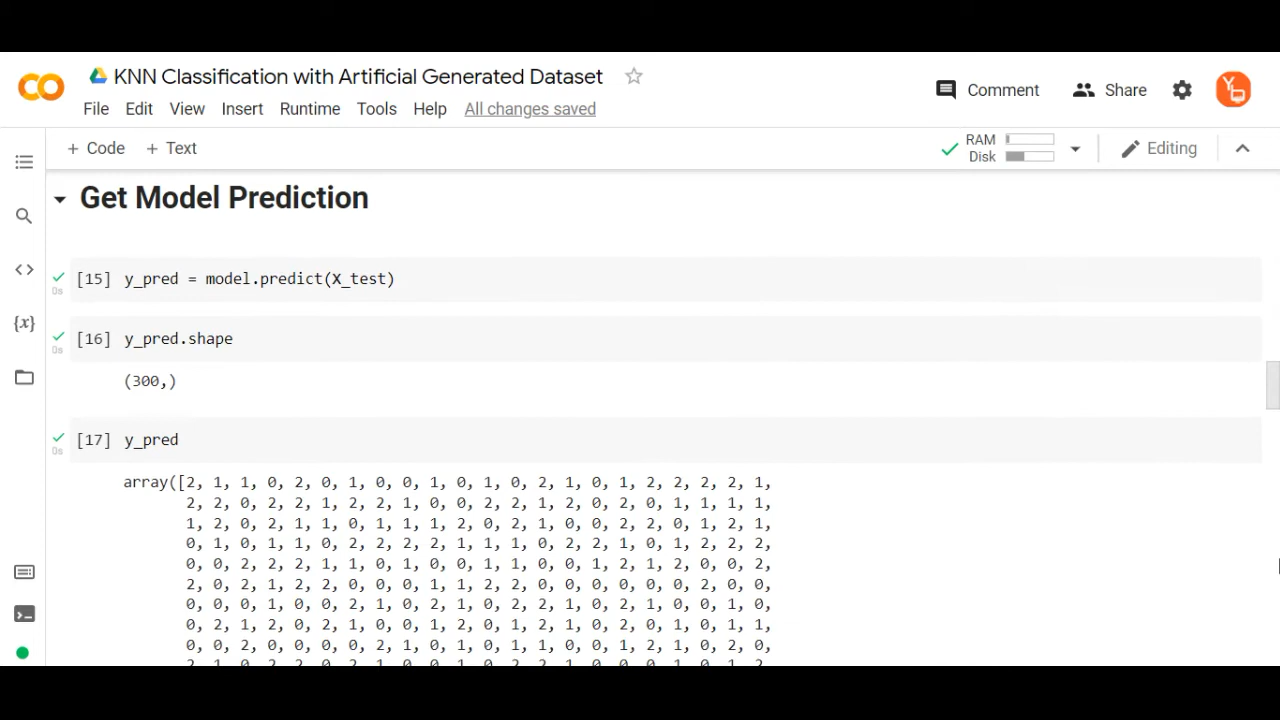 KNN Classification with Artificial Generated Dataset
Comment
Share
File Edit View Insert Runtime Tools Help All changes saved
+ Code + Text
RAM
Disk
Editing
Get Model Prediction
[15] y_pred = model.predict(X_test)
0s
[16] y_pred.shape
0s
(300,)
[17] y_pred
0s
array([2, 1, 1, 0, 2, 0, 1, 0, 0, 1, 0, 1, 0, 2, 1, 0, 1, 2, 2, 2, 2, 1,
2, 2, 0, 2, 2, 1, 2, 2, 1, 0, 0, 2, 2, 1, 2, 0, 2, 0, 1, 1, 1, 1,
1, 2, 0, 2, 1, 1, 0, 1, 1, 1, 2, 0, 2, 1, 0, 0, 2, 2, 0, 1, 2, 1,
0, 1, 0, 1, 1, 0, 2, 2, 2, 2, 1, 1, 1, 0, 2, 2, 1, 0, 1, 2, 2, 2,
0, 0, 2, 2, 2, 1, 1, 0, 1, 0, 0, 1, 1, 0, 0, 1, 2, 1, 2, 0, 0, 2,
2, 0, 2, 1, 2, 2, 0, 0, 0, 1, 1, 2, 2, 0, 0, 0, 0, 0, 0, 2, 0, 0,
0, 0, 0, 1, 0, 0, 2, 1, 0, 2, 1, 0, 2, 2, 1, 0, 2, 1, 0, 0, 1, 0,
0, 2, 1, 2, 0, 2, 1, 0, 0, 1, 2, 0, 1, 2, 1, 0, 2, 0, 1, 0, 1, 1,
0, 0, 2, 0, 0, 0, 0, 2, 1, 0, 1, 0, 1, 1, 0, 0, 1, 2, 1, 0, 2, 0,